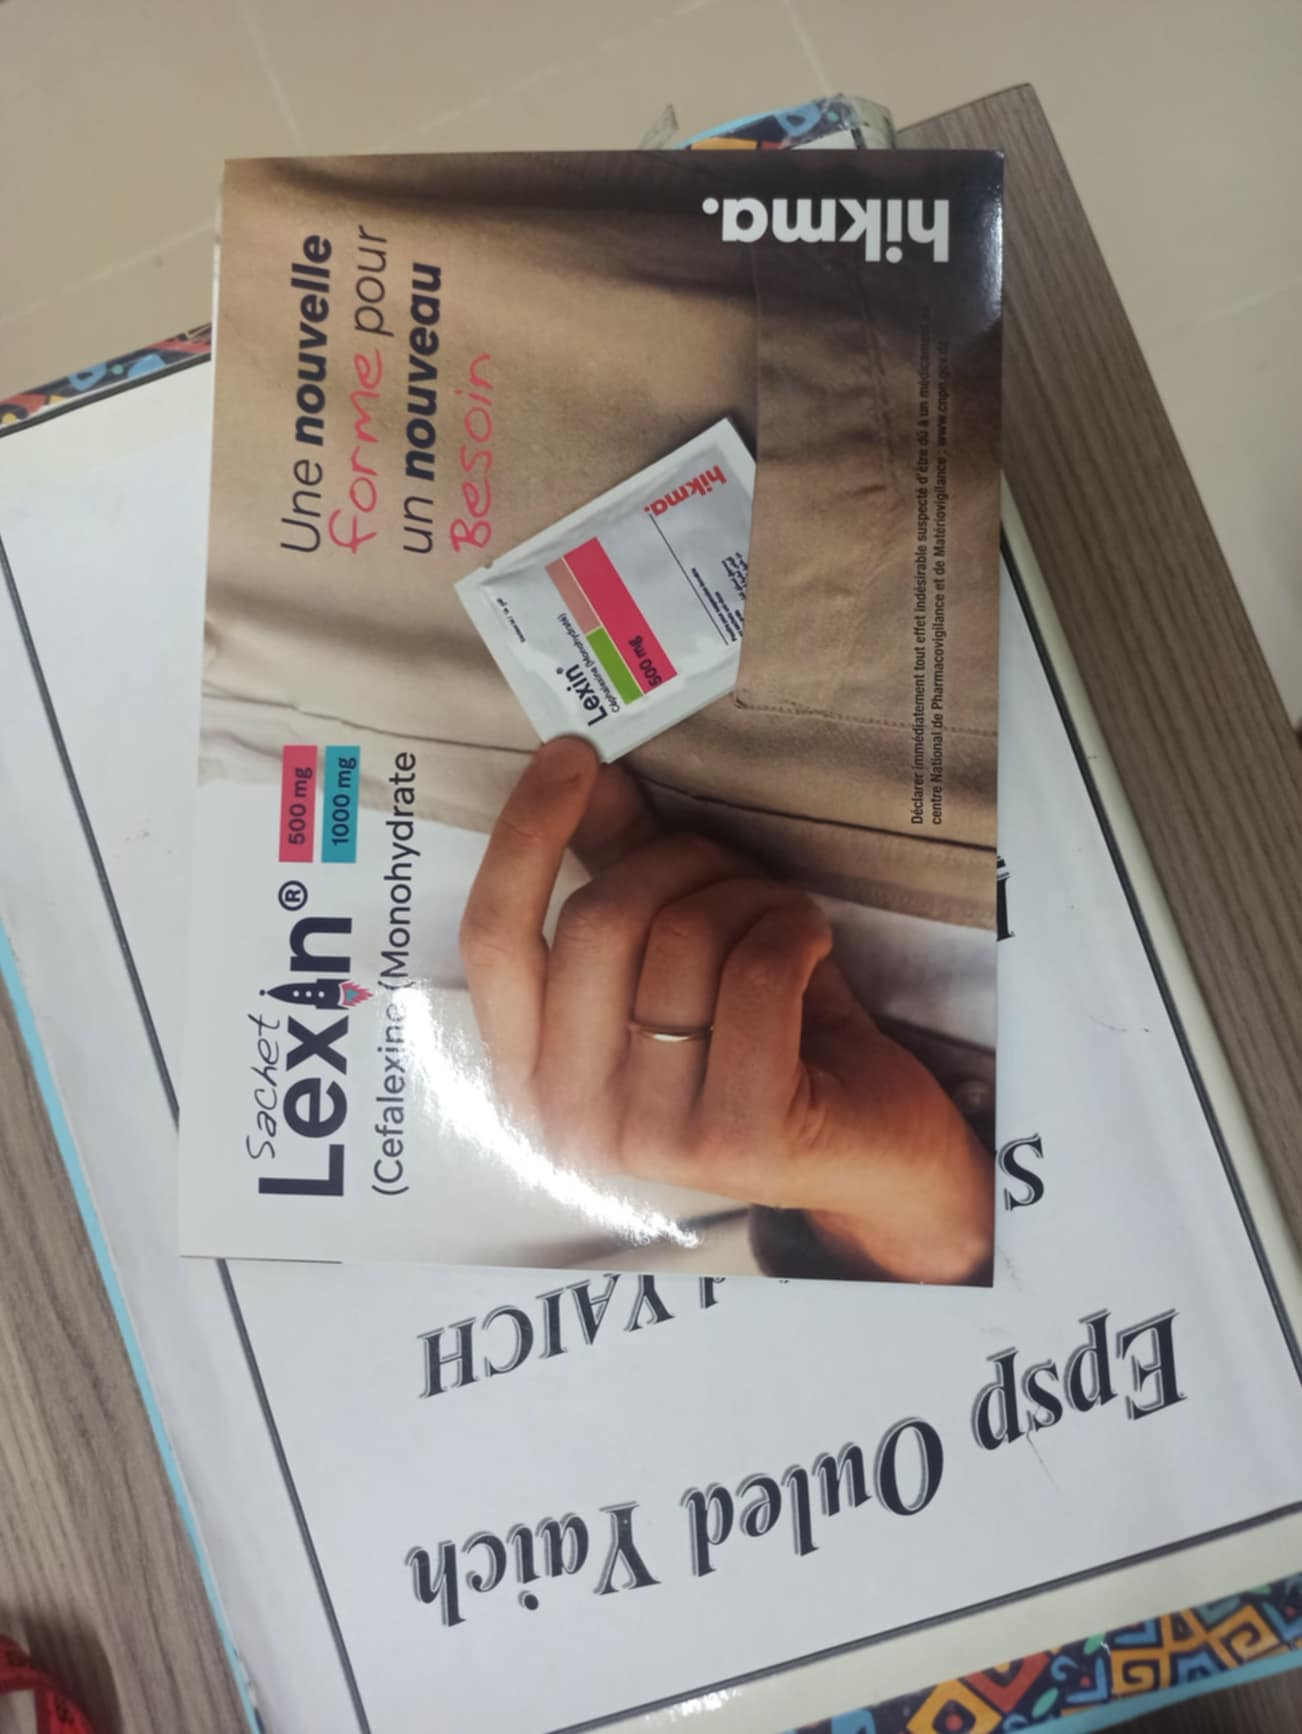 Sachet
Lexin® 500 mg
1000 mg
(Cefalexine (Monohydrate
Une nouvelle
forme pour
un nouveau
Besoin
Lexin®
Céphalexine (Monohydrate)
500 mg
hikma.
hikma.
Déclarer immédiatement tout effet indésirable suspecté d'être dû à un médicament
centre National de Pharmacovigilance et de Matériovigilance : www.cnpm.gov.dz
Epsp Ouled Yaich
YAICH
S